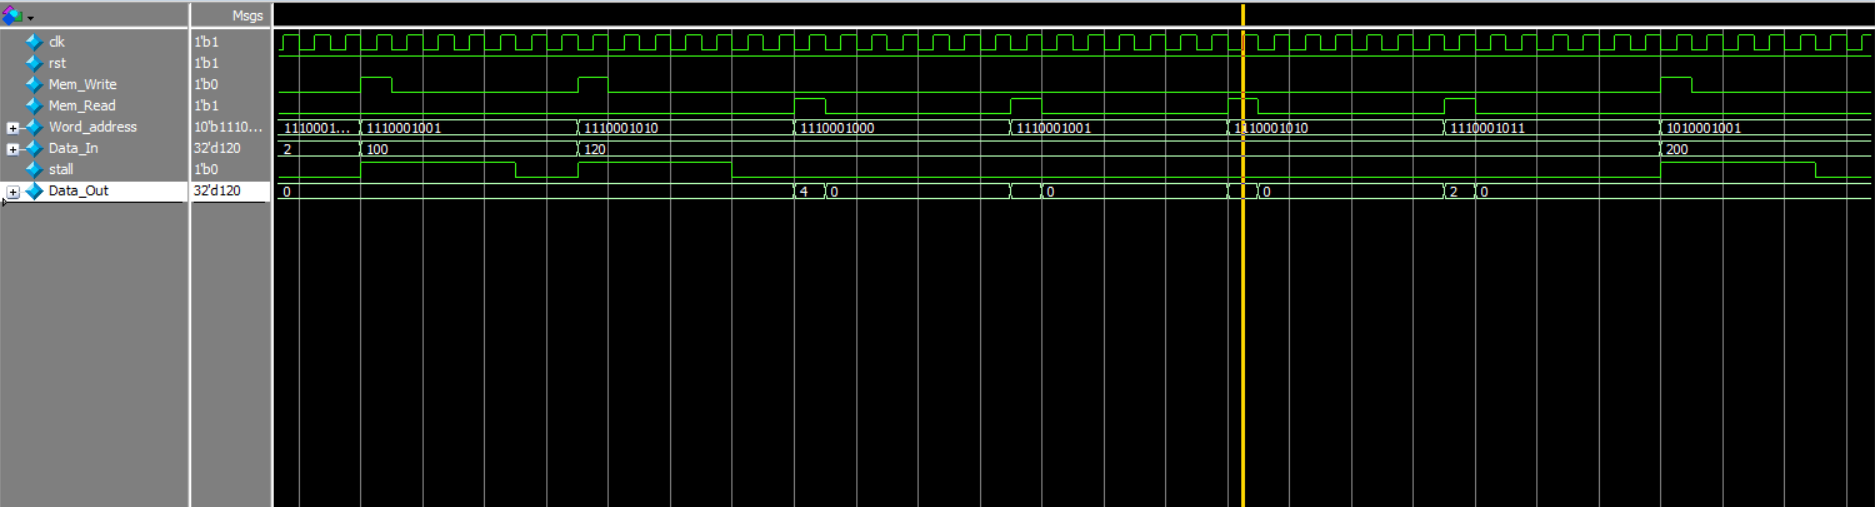 Msgs
clk 1'b1
rst 1'b1
Mem_Write 1'b0
Mem_Read 1'b1
Word_address 10'b1110... 1110001... 1110001001 1110001010 1110001000 1110001001 1110001010 1110001011 1010001001
Data_In 32'd120 2 100 120 200
stall 1'b0
Data_Out 32'd120 0 4 0 0 0 2 0